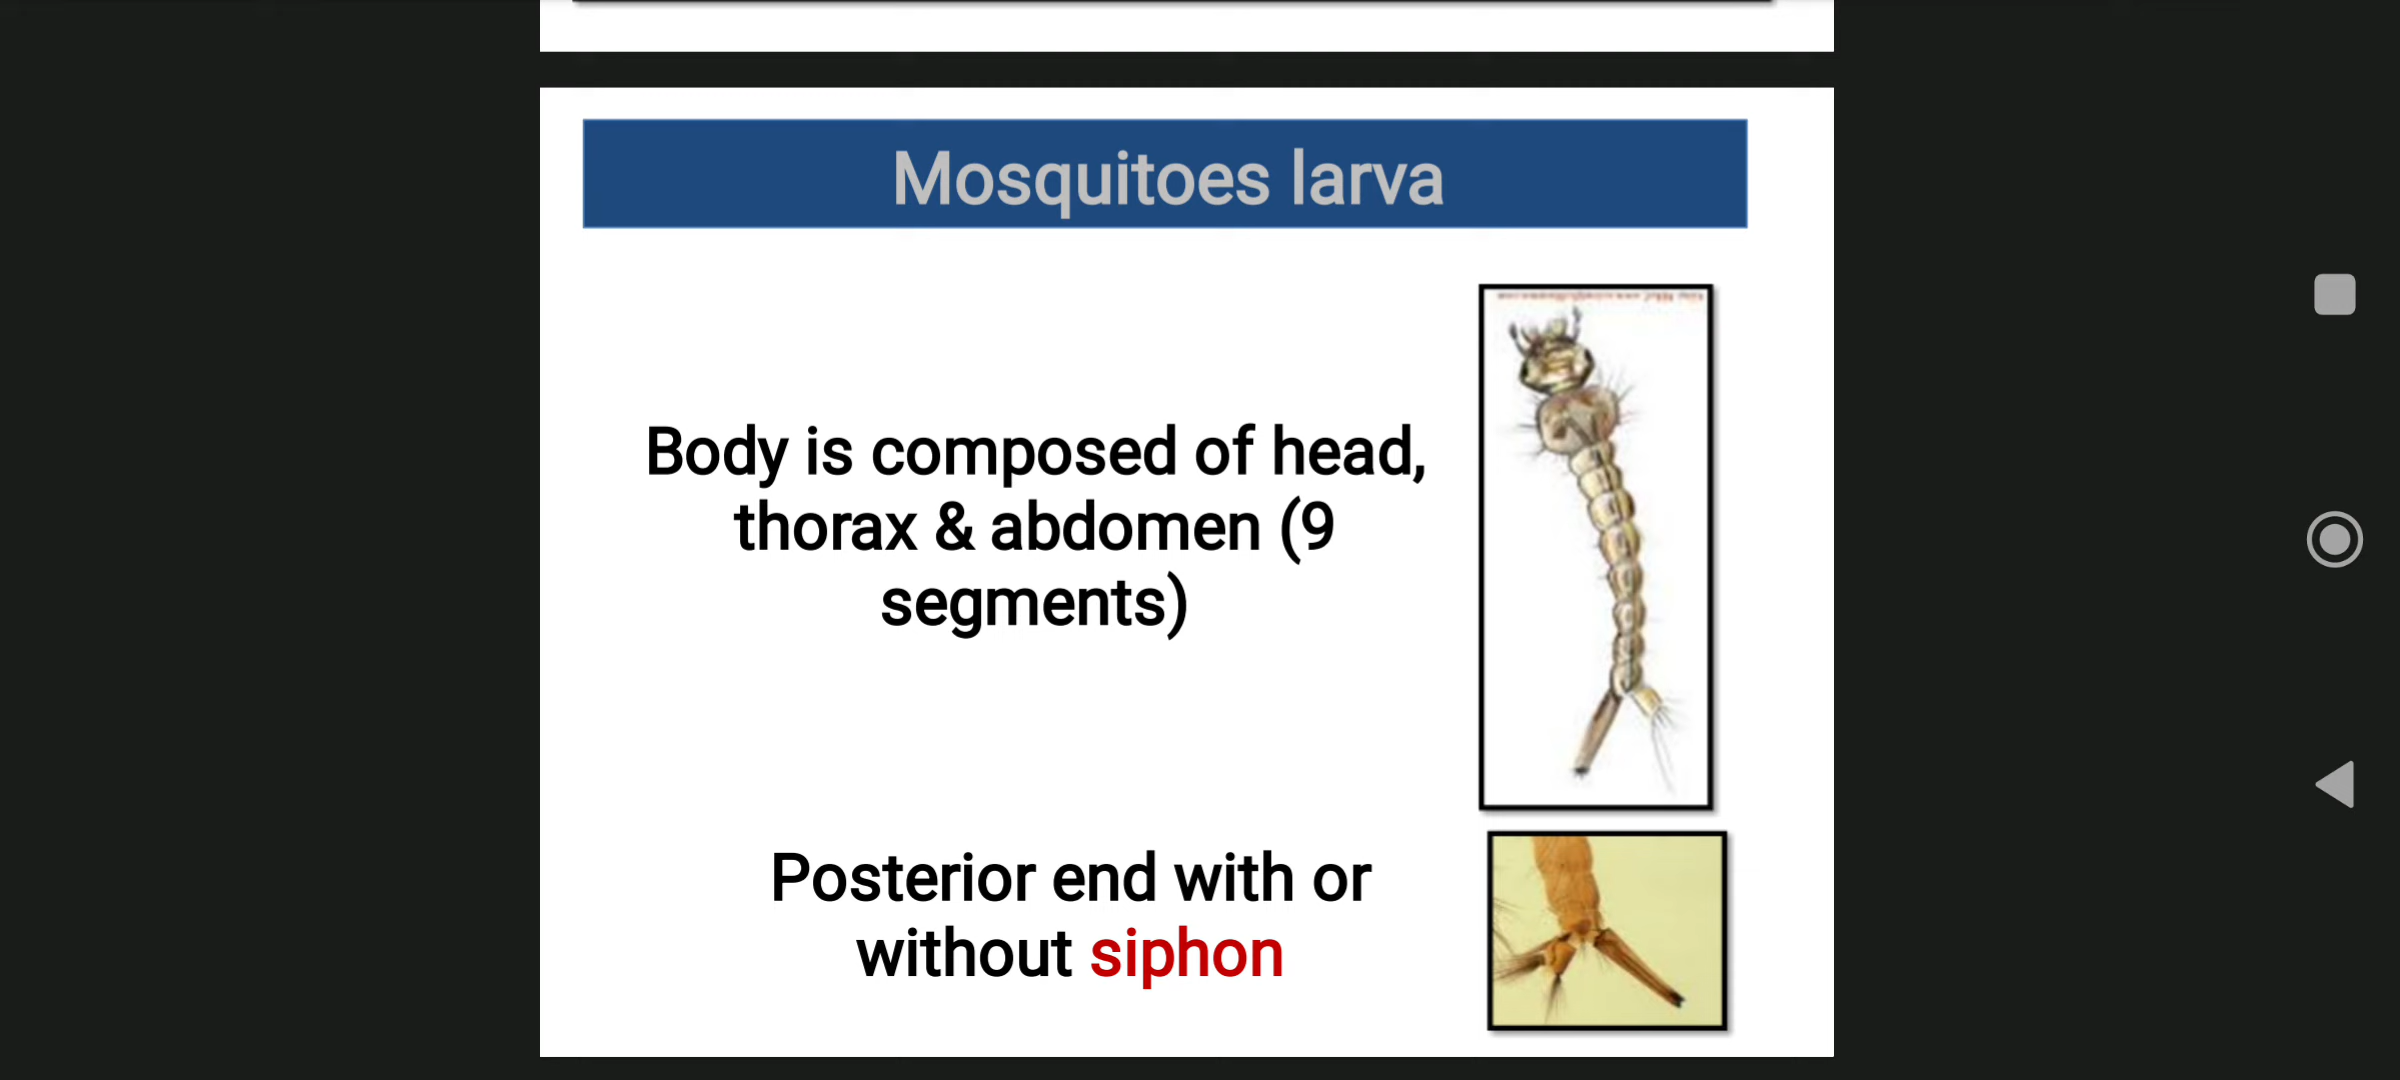 Mosquitoes larva
Body is composed of head,
thorax & abdomen (9
segments)
Posterior end with or
without siphon